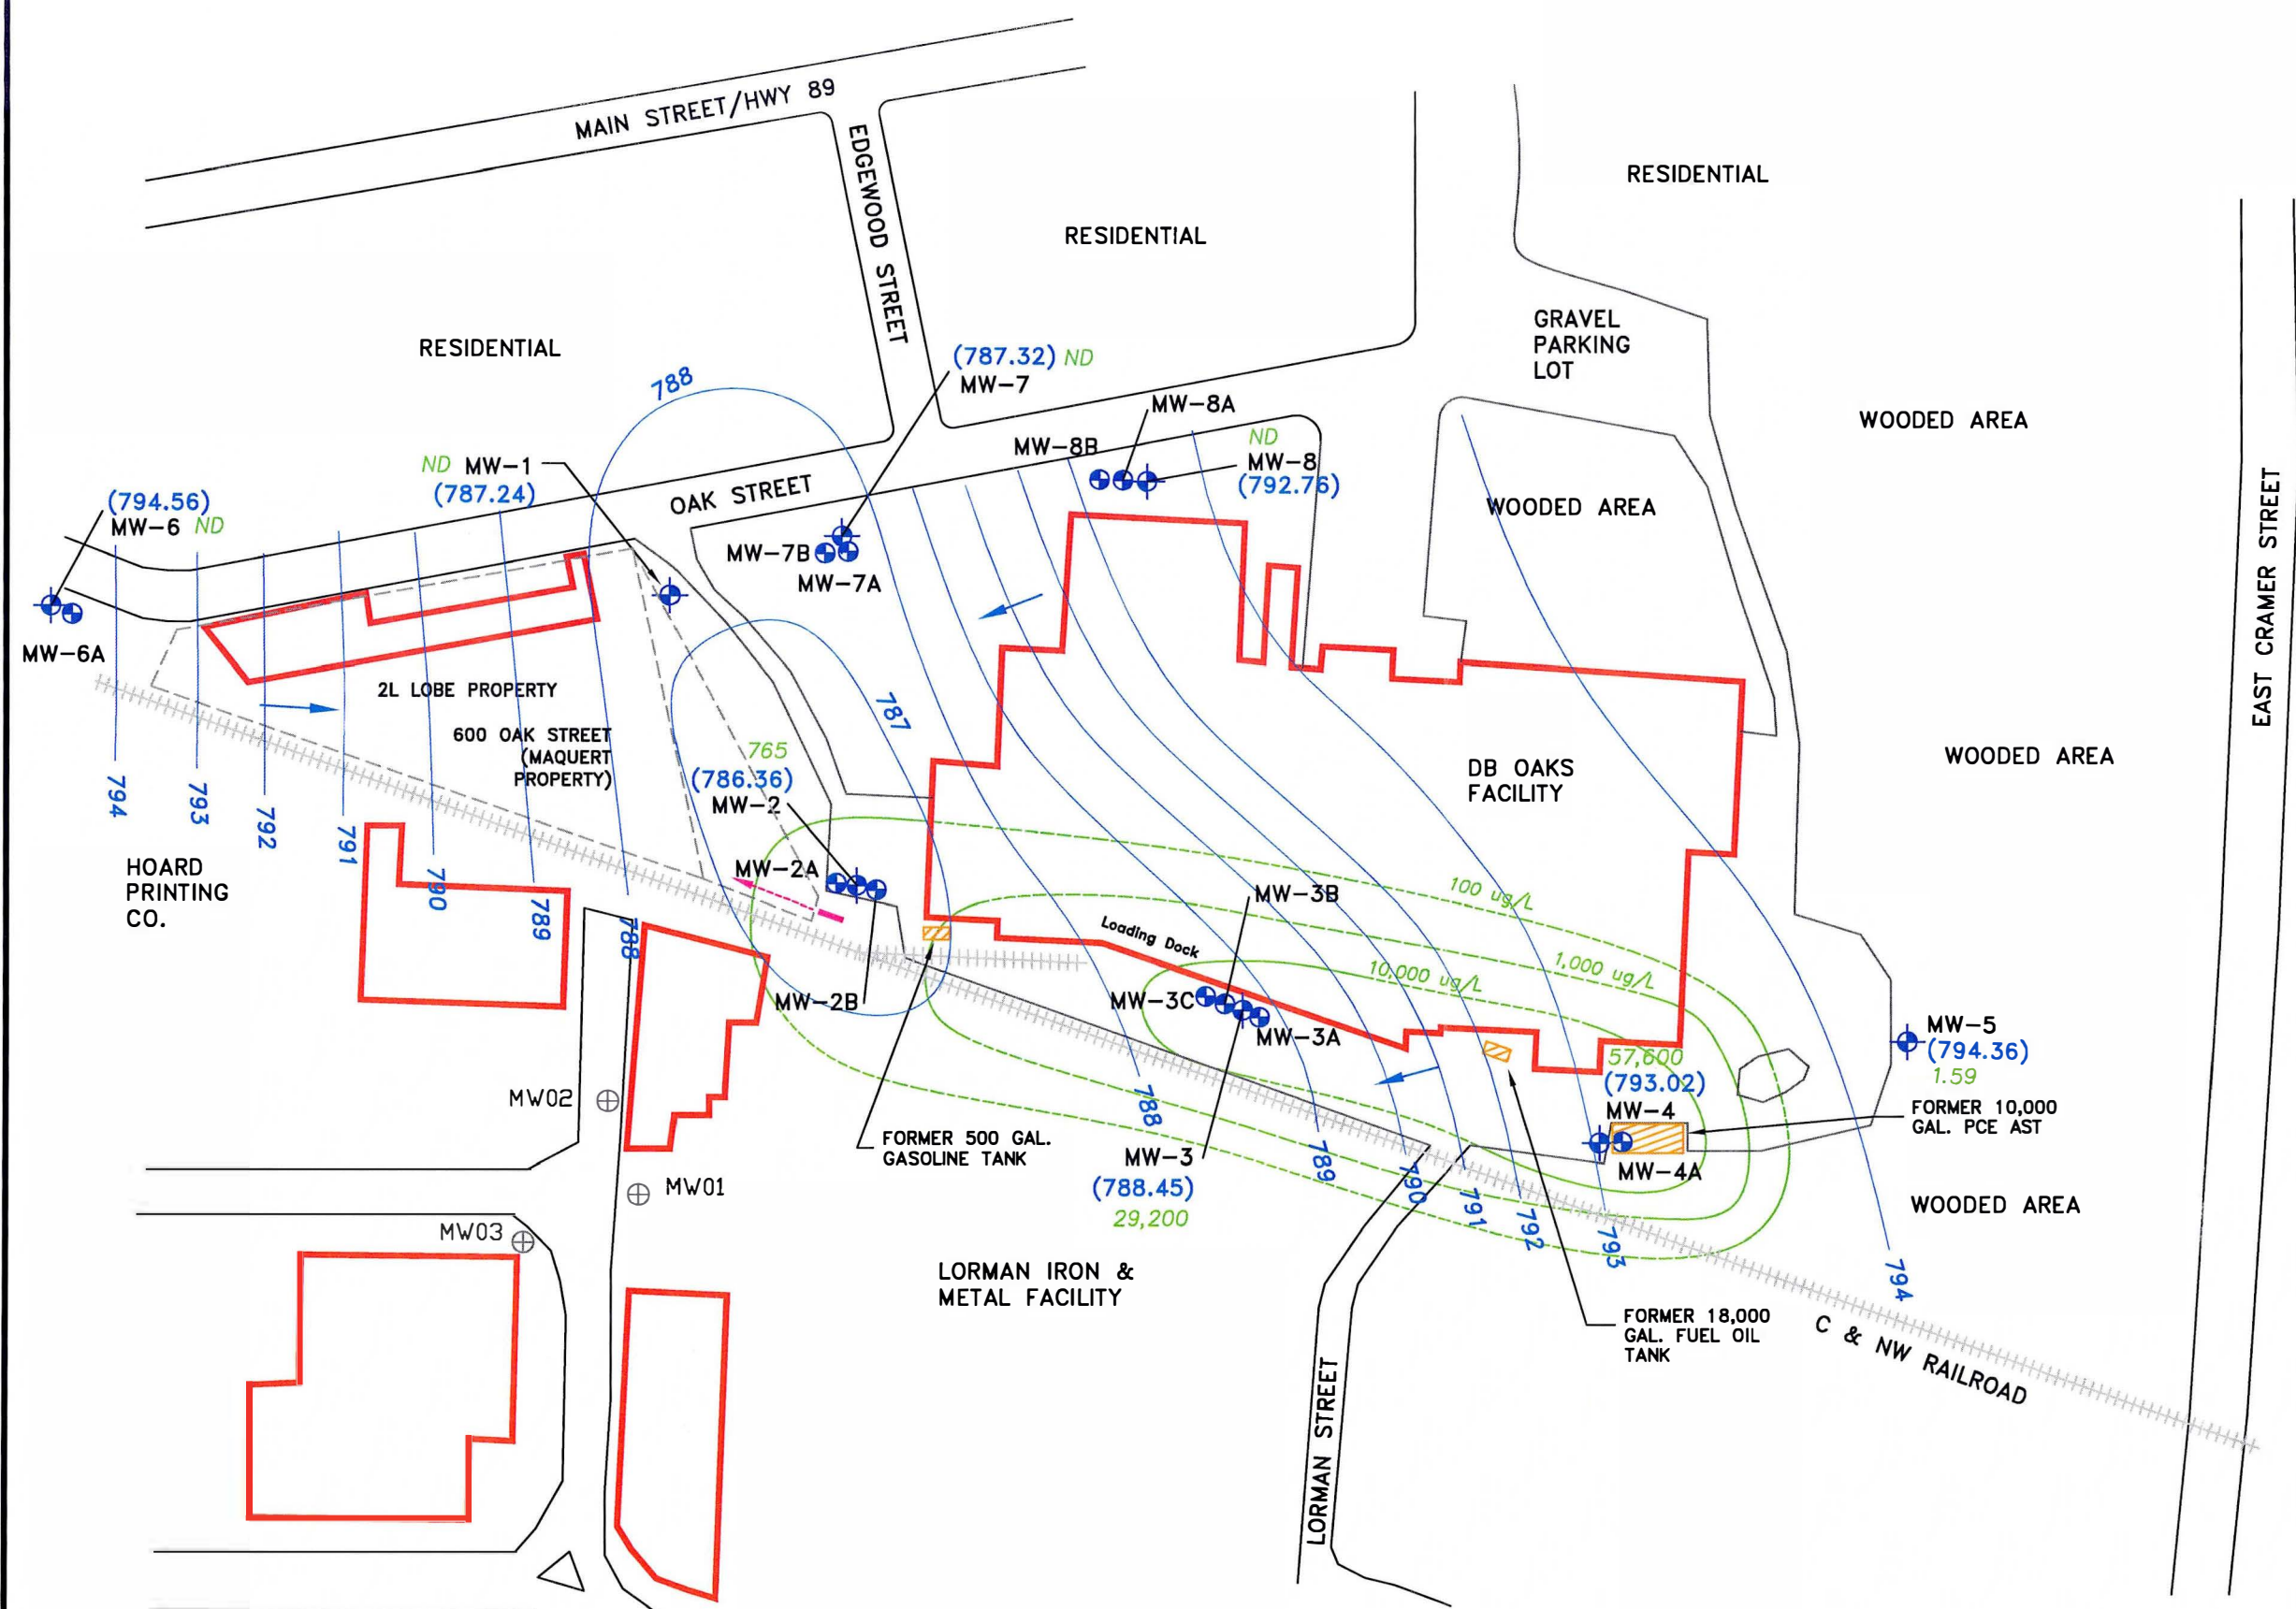 MAIN STREET/HWY 89
EDGEWOOD STREET
RESIDENTIAL
RESIDENTIAL
RESIDENTIAL
GRAVEL
PARKING
LOT
(787.32) ND
MW-7
788
MW-8A
MW-8B
ND
MW-8
(792.76)
WOODED AREA
WOODED AREA
WOODED AREA
EAST CRAMER STREET
ND MW-1
(787.24)
OAK STREET
(794.56)
MW-6 ND
MW-6A
MW-7B
MW-7A
2L LOBE PROPERTY
600 OAK STREET
(MAQUERT
PROPERTY)
787
765
(786.36)
MW-2
DB OAKS
FACILITY
794
793
792
791
790
789
788
HOARD
PRINTING
CO.
MW-2A
MW-2B
100 ug/L
1,000 ug/L
10,000 ug/L
Loading Dock
MW-3B
MW-3C
MW-3A
MW-5
(794.36)
1.59
57,600
(793.02)
MW-4
MW-4A
FORMER 10,000
GAL. PCE AST
WOODED AREA
MW02
MW01
MW03
FORMER 500 GAL.
GASOLINE TANK
MW-3
(788.45)
29,200
788
789
790
791
792
793
794
LORMAN IRON &
METAL FACILITY
FORMER 18,000
GAL. FUEL OIL
TANK
C & NW RAILROAD
LORMAN STREET